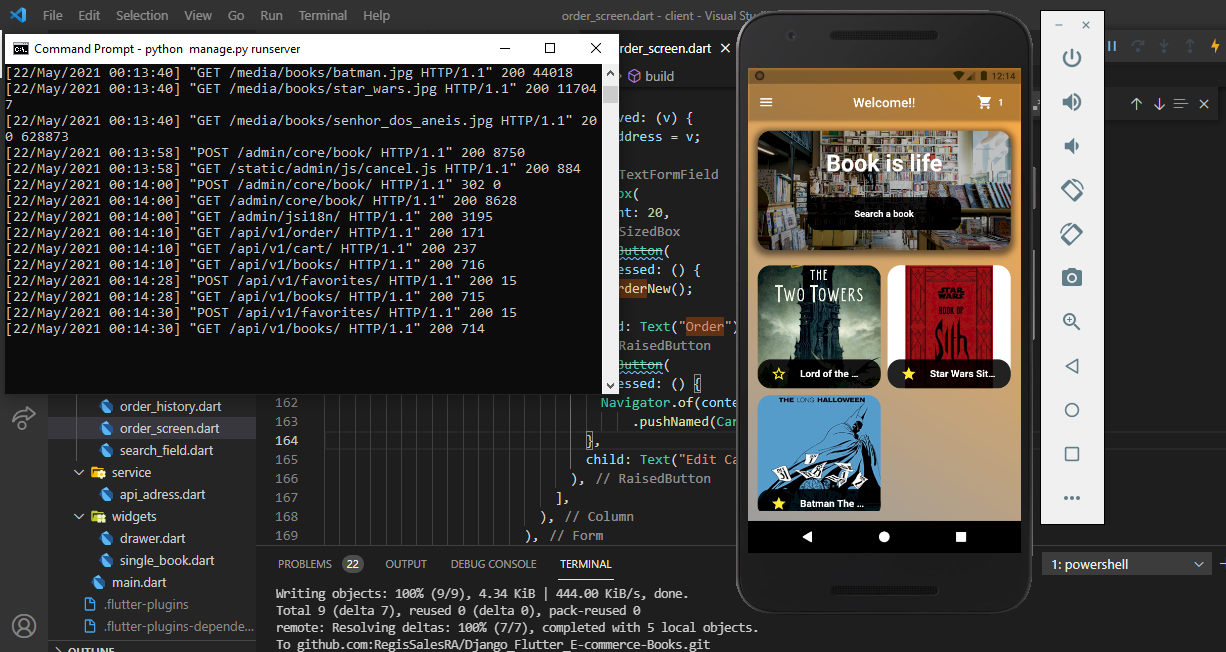 File Edit Selection View Go Run Terminal Help
order_screen.dart - client - Visual Stu
Command Prompt - python  manage.py runserver
[22/May/2021 00:13:40] "GET /media/books/batman.jpg HTTP/1.1" 200 44018
[22/May/2021 00:13:40] "GET /media/books/star_wars.jpg HTTP/1.1" 200 11704
7
[22/May/2021 00:13:40] "GET /media/books/senhor_dos_aneis.jpg HTTP/1.1" 20
0 628873
[22/May/2021 00:13:58] "POST /admin/core/book/ HTTP/1.1" 200 8750
[22/May/2021 00:13:58] "GET /static/admin/js/cancel.js HTTP/1.1" 200 884
[22/May/2021 00:14:00] "POST /admin/core/book/ HTTP/1.1" 302 0
[22/May/2021 00:14:00] "GET /admin/core/book/ HTTP/1.1" 200 8628
[22/May/2021 00:14:00] "GET /admin/jsi18n/ HTTP/1.1" 200 3195
[22/May/2021 00:14:10] "GET /api/v1/order/ HTTP/1.1" 200 171
[22/May/2021 00:14:10] "GET /api/v1/cart/ HTTP/1.1" 200 237
[22/May/2021 00:14:10] "GET /api/v1/books/ HTTP/1.1" 200 716
[22/May/2021 00:14:28] "POST /api/v1/favorites/ HTTP/1.1" 200 15
[22/May/2021 00:14:28] "GET /api/v1/books/ HTTP/1.1" 200 715
[22/May/2021 00:14:30] "POST /api/v1/favorites/ HTTP/1.1" 200 15
[22/May/2021 00:14:30] "GET /api/v1/books/ HTTP/1.1" 200 714
order_history.dart
order_screen.dart
search_field.dart
service
api_adress.dart
widgets
drawer.dart
single_book.dart
main.dart
.flutter-plugins
.flutter-plugins-depende...
OUTLINE
rder_screen.dart
build
ved: (v) {
ddress = v;
TextFormField
ox(
ht: 20,
SizedBox
Button(
essed: () {
rderNew();
d: Text("Order")
RaisedButton
Button(
essed: () {
162 Navigator.of(conte
163 .pushNamed(Car
164 },
165 child: Text("Edit Ca
166 ), // RaisedButton
167 ],
168 ), // Column
169 ), // Form
PROBLEMS 22 OUTPUT DEBUG CONSOLE TERMINAL
1: powershell
Writing objects: 100% (9/9), 4.34 KiB | 444.00 KiB/s, done.
Total 9 (delta 7), reused 0 (delta 0), pack-reused 0
remote: Resolving deltas: 100% (7/7), completed with 5 local objects.
To github.com:RegisSalesRA/Django_Flutter_E-commerce-Books.git
12:14
Welcome!! 1
Book is life
Search a book
THE
TWO TOWERS
Lord of the ...
STAR WARS
BOOK OF
Sith
Star Wars Sit...
THE LONG HALLOWEEN
Batman The ...